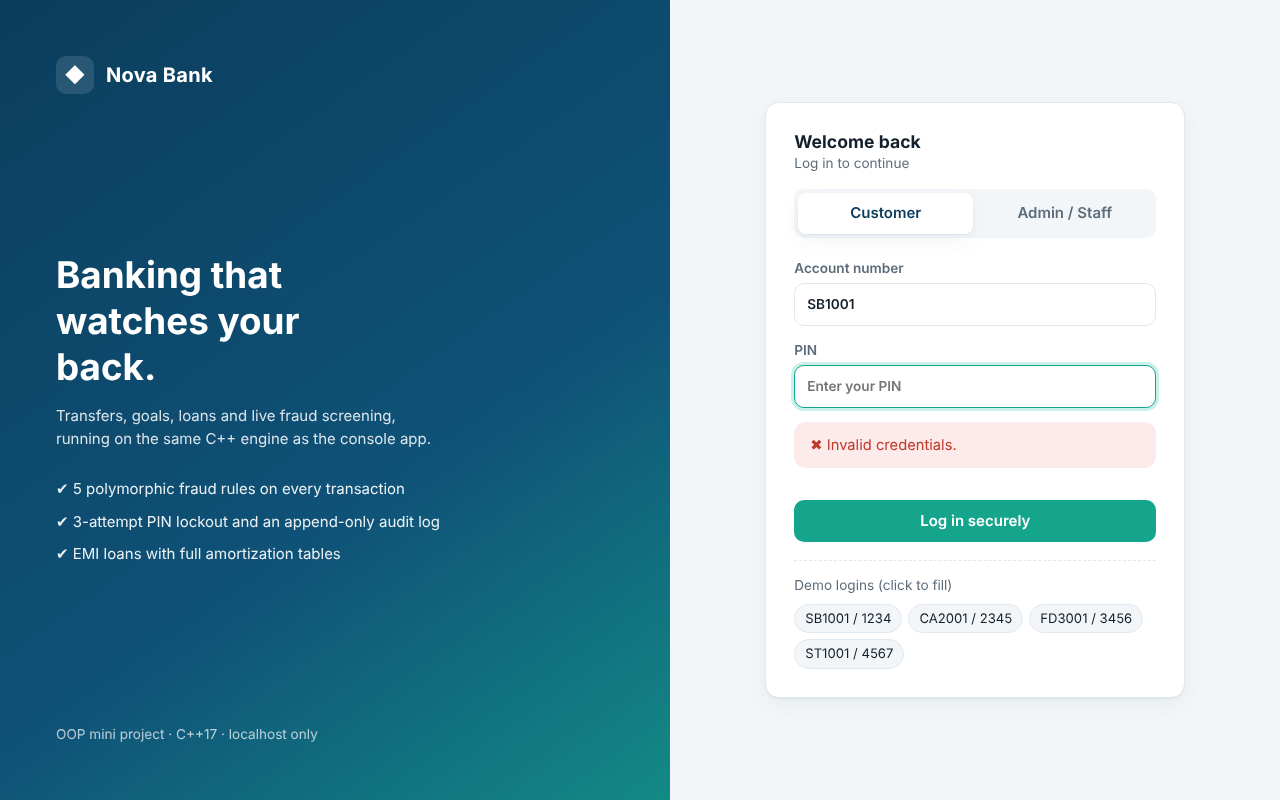 Nova Bank
Banking that
watches your
back.
Transfers, goals, loans and live fraud screening,
running on the same C++ engine as the console app.
✔ 5 polymorphic fraud rules on every transaction
✔ 3-attempt PIN lockout and an append-only audit log
✔ EMI loans with full amortization tables
OOP mini project · C++17 · localhost only
Welcome back
Log in to continue
Customer
Admin / Staff
Account number
SB1001
PIN
Enter your PIN
✖ Invalid credentials.
Log in securely
Demo logins (click to fill)
SB1001 / 1234
CA2001 / 2345
FD3001 / 3456
ST1001 / 4567